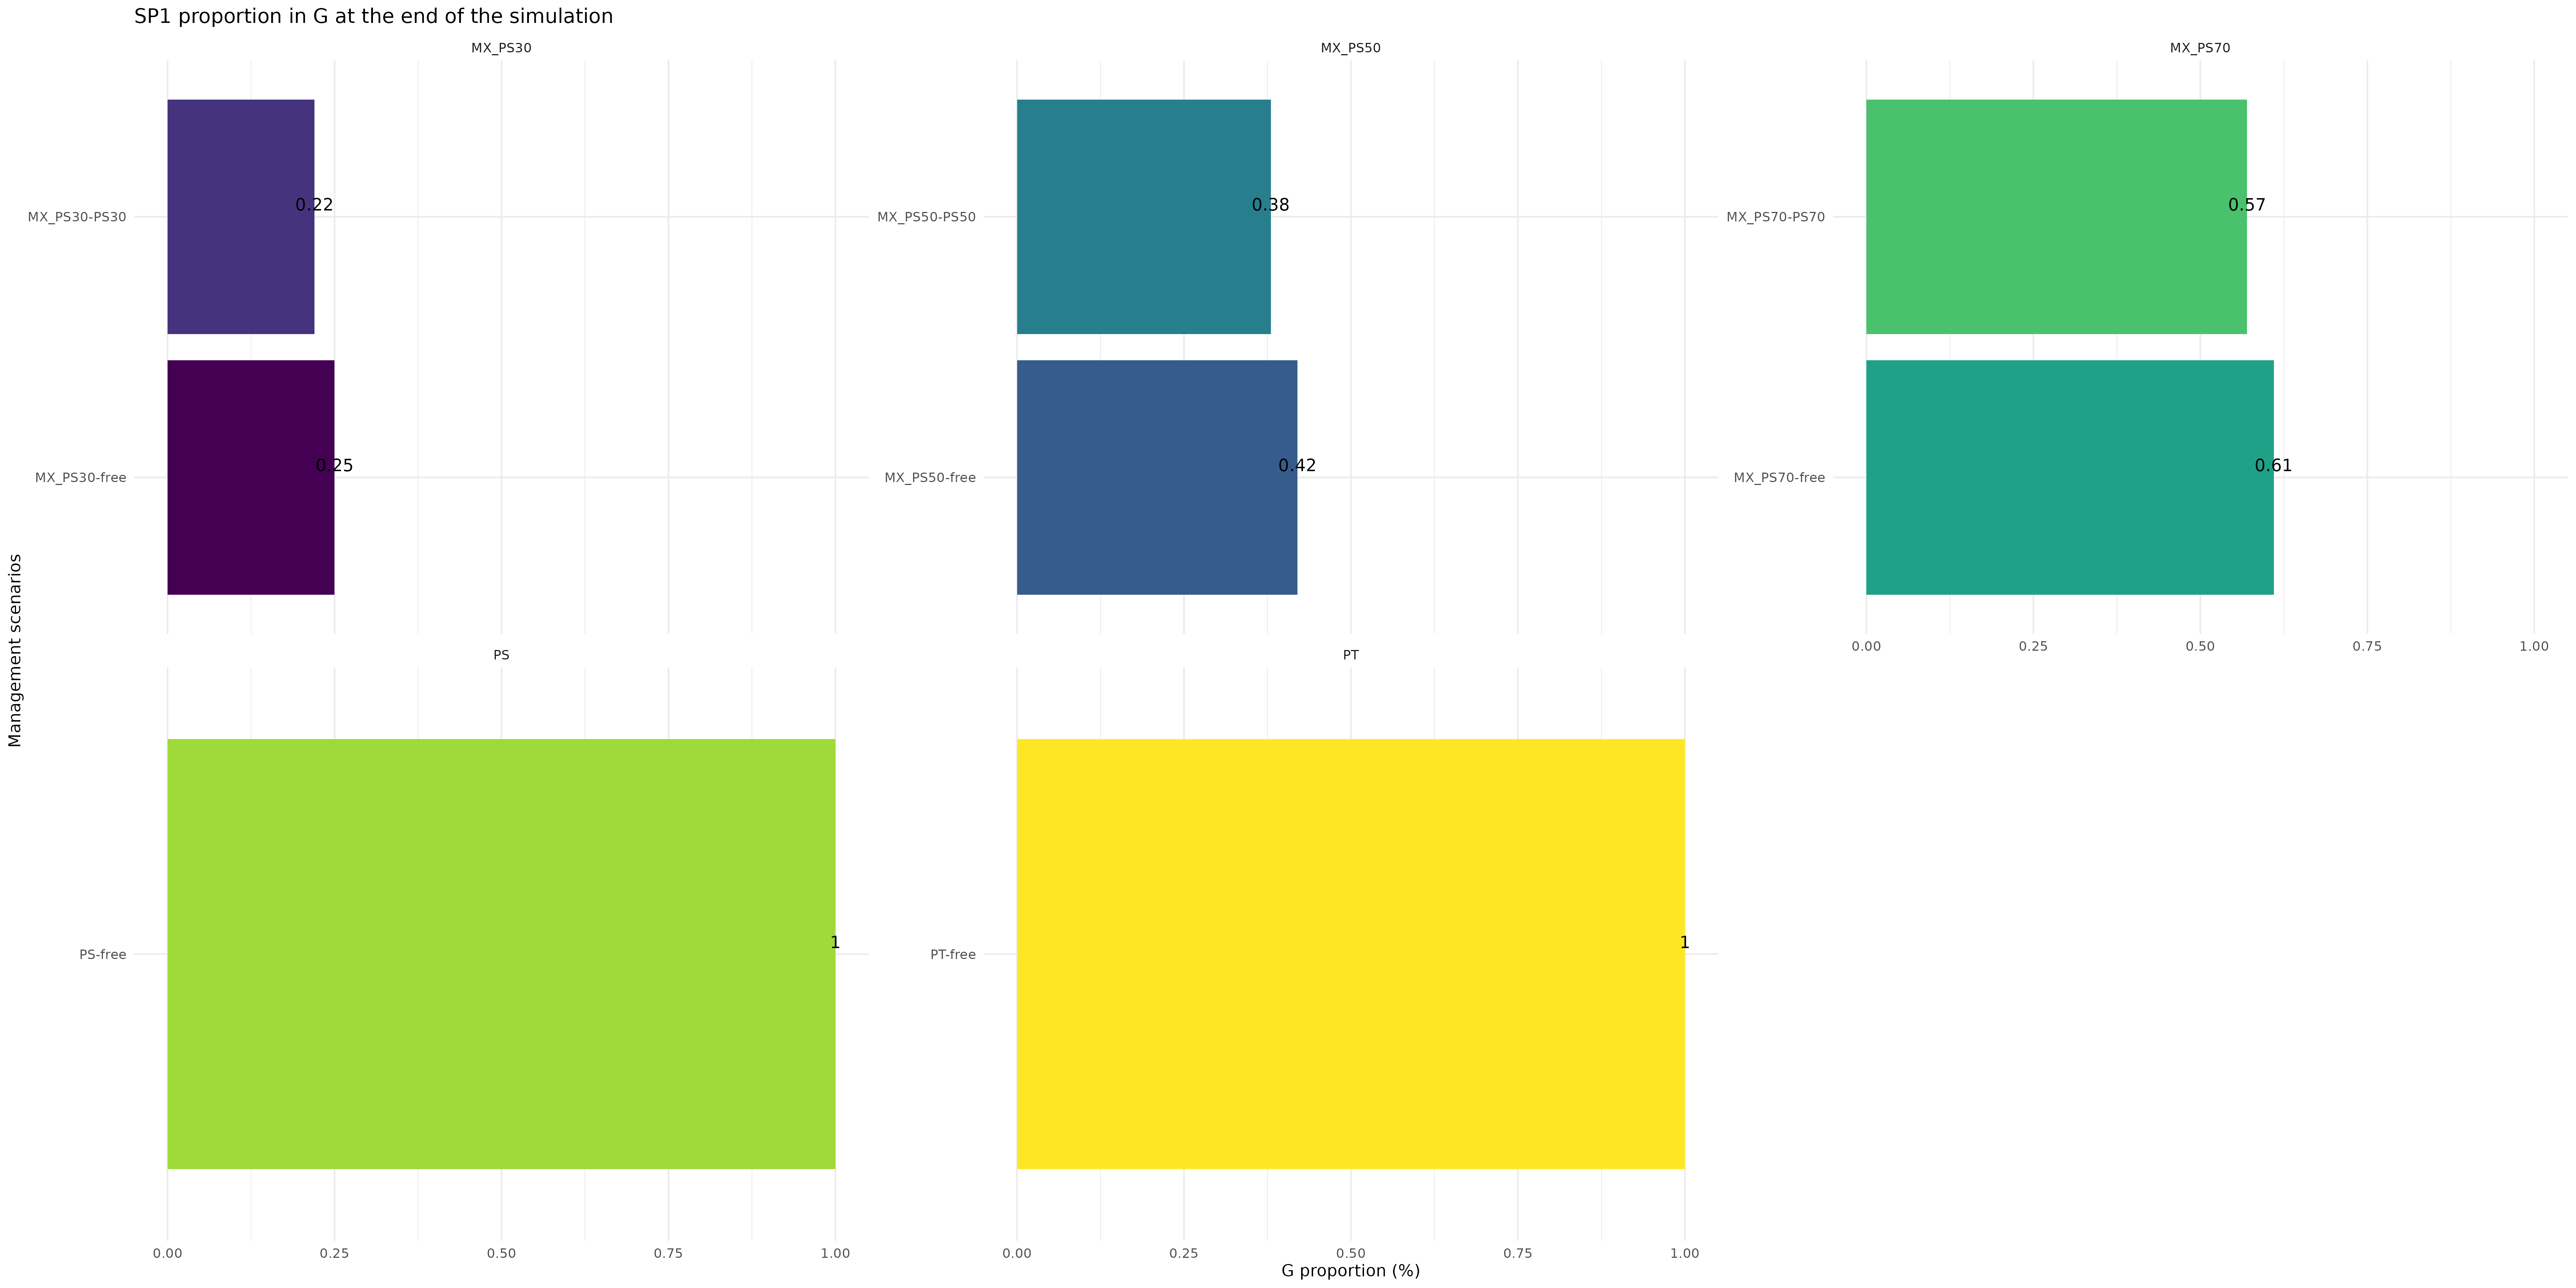 SP1 proportion in G at the end of the simulation
MX_PS30
MX_PS50
MX_PS70
MX_PS30-PS30
0.22
MX_PS50-PS50
0.38
MX_PS70-PS70
0.57
MX_PS30-free
0.25
MX_PS50-free
0.42
MX_PS70-free
0.61
0.00 0.25 0.50 0.75 1.00
Management scenarios
PS
PT
PS-free
1
PT-free
1
0.00 0.25 0.50 0.75 1.00
0.00 0.25 0.50 0.75 1.00
G proportion (%)